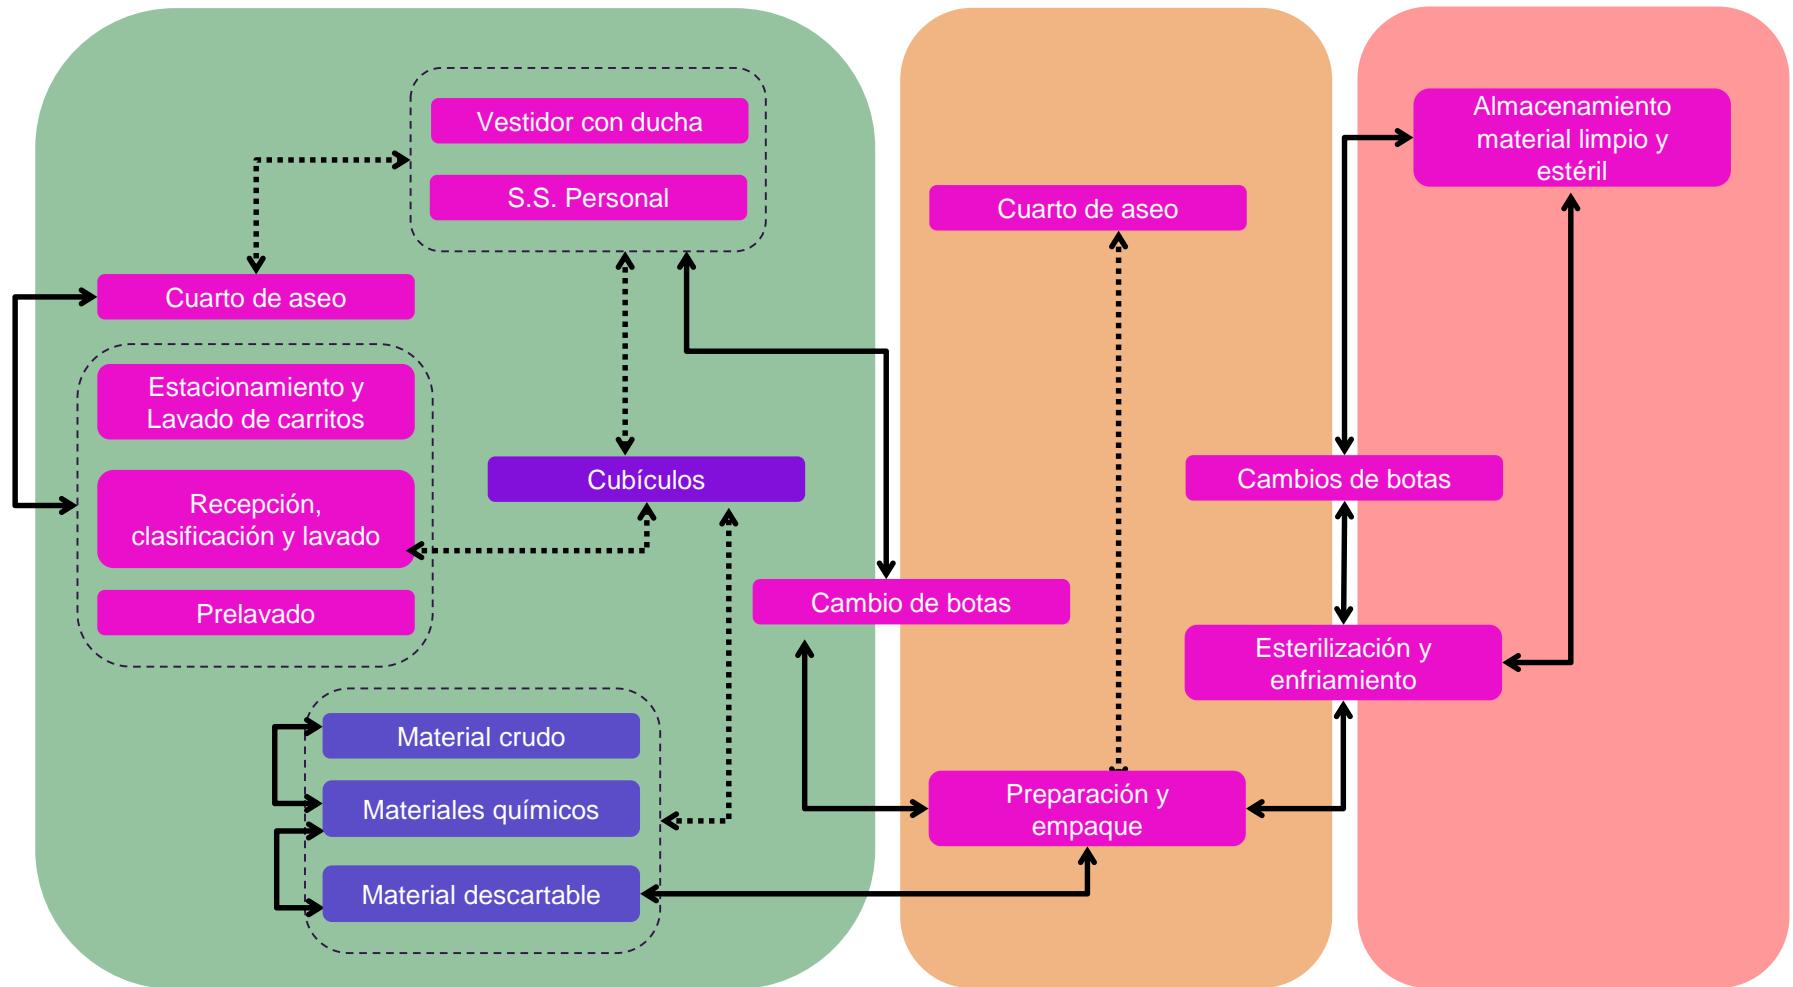 Vestidor con ducha
S.S. Personal
Cuarto de aseo
Estacionamiento y
Lavado de carritos
Recepción,
clasificación y lavado
Prelavado
Cubículos
Cambio de botas
Material crudo
Materiales químicos
Material descartable
Cuarto de aseo
Preparación y
empaque
Almacenamiento
material limpio y
estéril
Cambios de botas
Esterilización y
enfriamiento